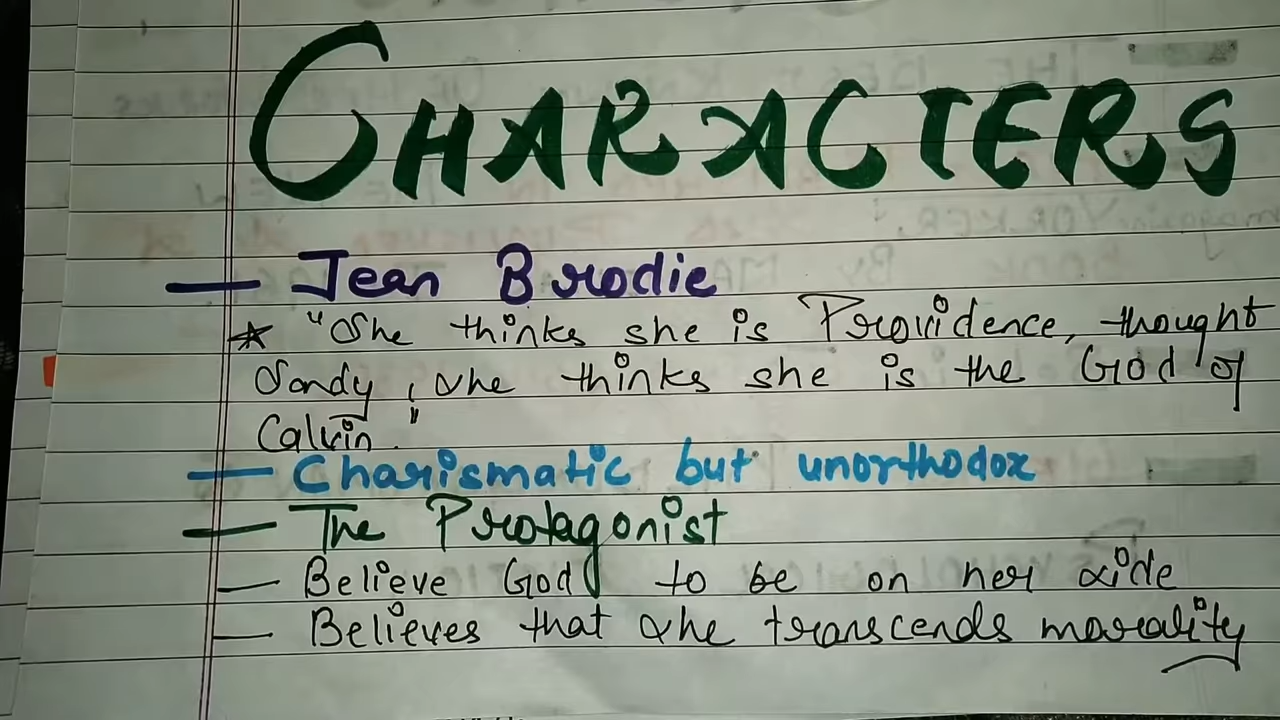 CHARACTERS
— Jean Brodie
* "She thinks she is Providence, thought
Sandy, she thinks she is the God of
Calvin."
— Charismatic but unorthodox
— The Protagonist
— Believe God to be on her side
— Believes that she transcends morality